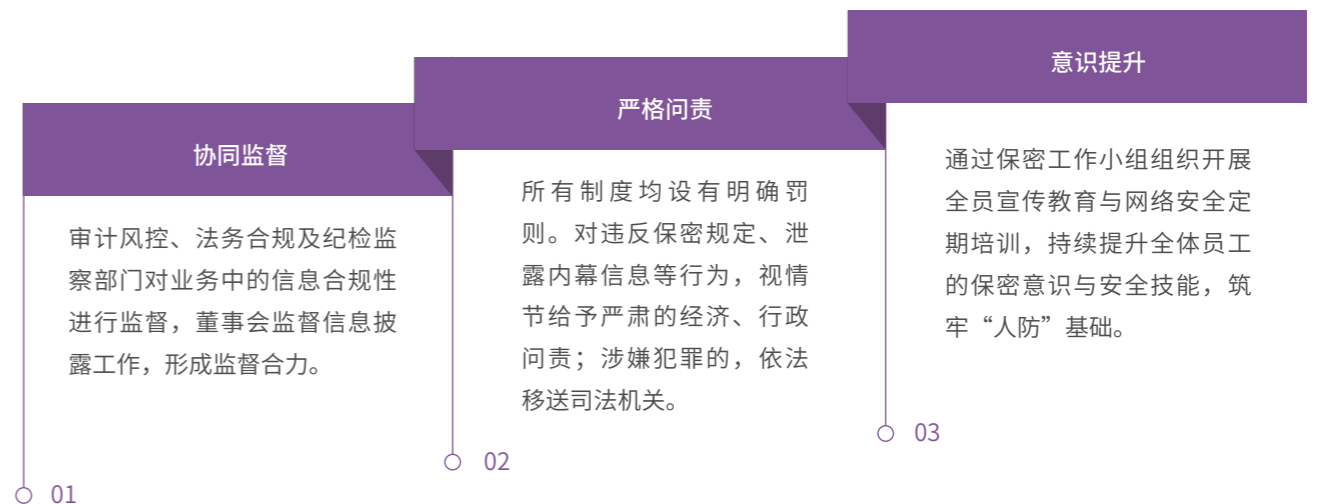 协同监督
审计风控、法务合规及纪检监
察部门对业务中的信息合规性
进行监督，董事会监督信息披
露工作，形成监督合力。
01
严格问责
所有制度均设有明确罚
则。对违反保密规定、泄
露内幕信息等行为，视情
节给予严肃的经济、行政
问责；涉嫌犯罪的，依法
移送司法机关。
02
意识提升
通过保密工作小组组织开展
全员宣传教育与网络安全定
期培训，持续提升全体员工
的保密意识与安全技能，筑
牢“人防”基础。
03